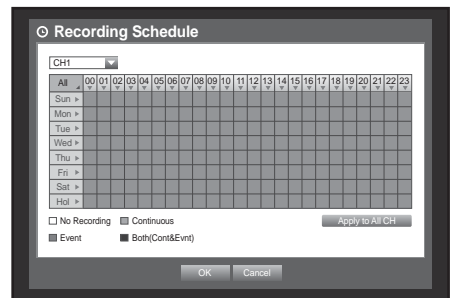 Recording Schedule
CH1
All 00 01 02 03 04 05 06 07 08 09 10 11 12 13 14 15 16 17 18 19 20 21 22 23
Sun
Mon
Tue
Wed
Thu
Fri
Sat
Hol
No Recording Continuous Apply to All CH
Event Both(Cont&Evnt)
OK Cancel